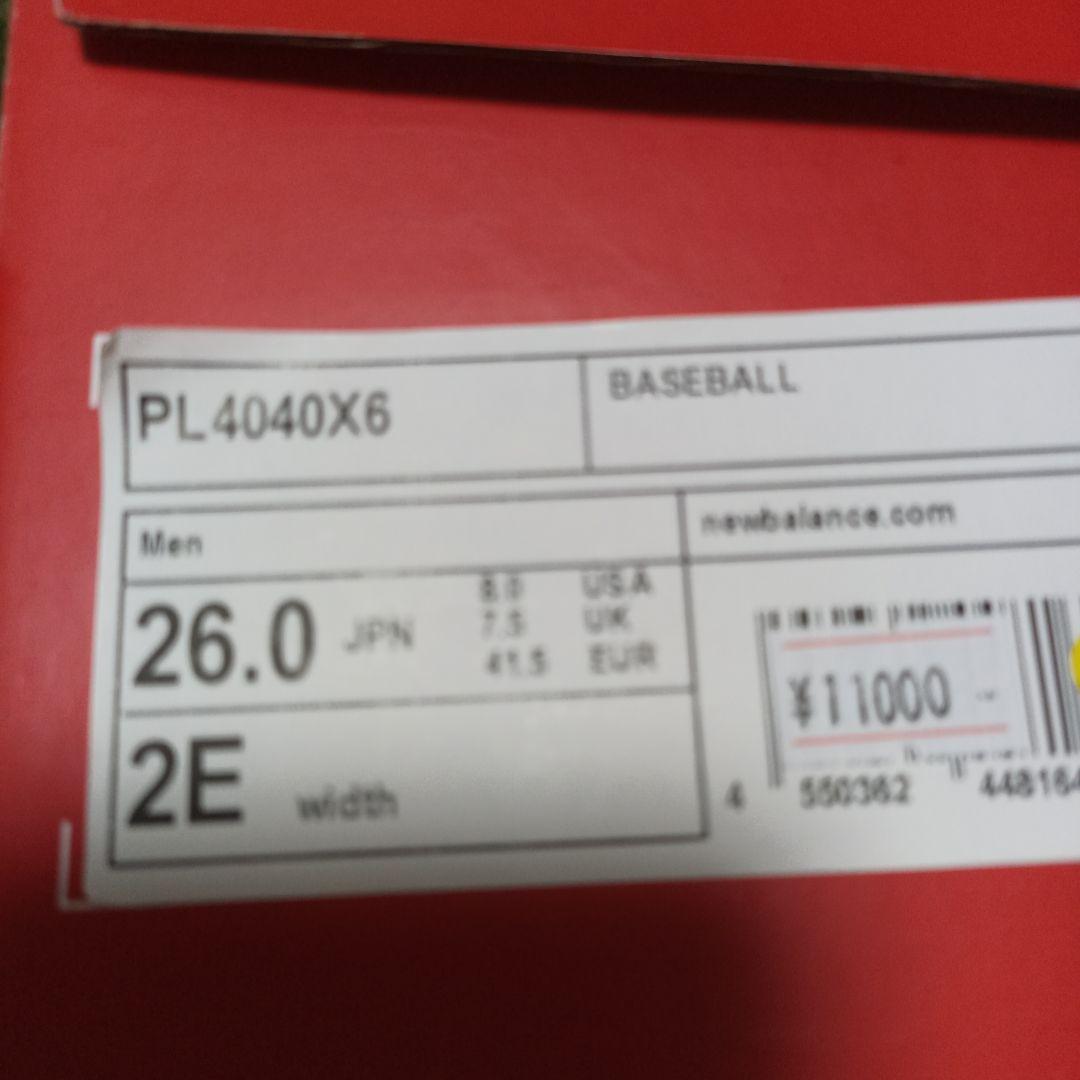 PL4040X6
BASEBALL
Men
newbalance.com
26.0 JPN
8.0 USA
7.5 UK
41.5 EUR
2E width
¥11000
4 550362 448164